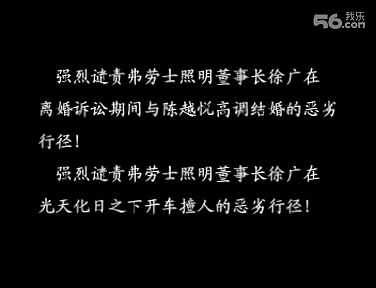 56我乐
.com
强烈谴责弗劳士照明董事长徐广在
离婚诉讼期间与陈越悦高调结婚的恶劣
行径!
强烈谴责弗劳士照明董事长徐广在
光天化日之下开车撞人的恶劣行径!